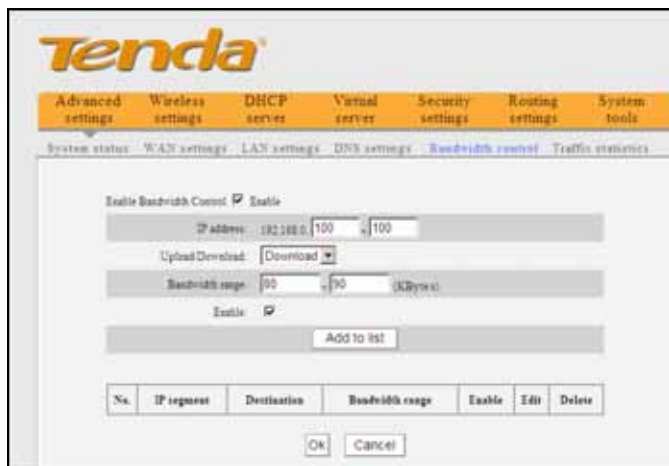 Tenda
Advanced settings Wireless settings DHCP server Virtual server Security settings Routing settings System tools
System status WAN settings LAN settings DNS settings Bandwidth control Traffic statistics
Enable Bandwidth Control Enable
IP address: 192.168.0. 100 - 100
Upload/Download: Download
Bandwidth range: 80 - 90 (KBytes)
Enable
Add to list
No. IP segment Destination Bandwidth range Enable Edit Delete
Ok Cancel